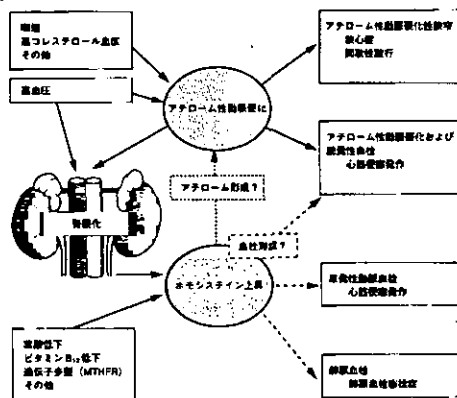 喫煙
高コレステロール血症
その他
高血圧
アテローム性動脈硬化
アテローム性動脈硬化性狭窄
狭心症
間歇性跛行
アテローム性動脈硬化および
心筋梗塞発作
アテローム形成？
腎硬化
血栓形成？
ホモシステイン上昇
原発性動脈血栓
心筋梗塞発作
葉酸低下
ビタミンB₁₂低下
遺伝子多型（MTHFR）
その他
静脈血栓
静脈血栓塞栓症